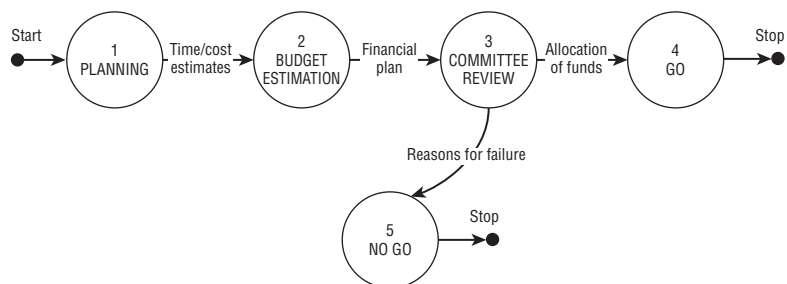 Start
1
PLANNING
Time/cost
estimates
2
BUDGET
ESTIMATION
Financial
plan
3
COMMITTEE
REVIEW
Allocation
of funds
4
GO
Stop
Reasons for failure
5
NO GO
Stop